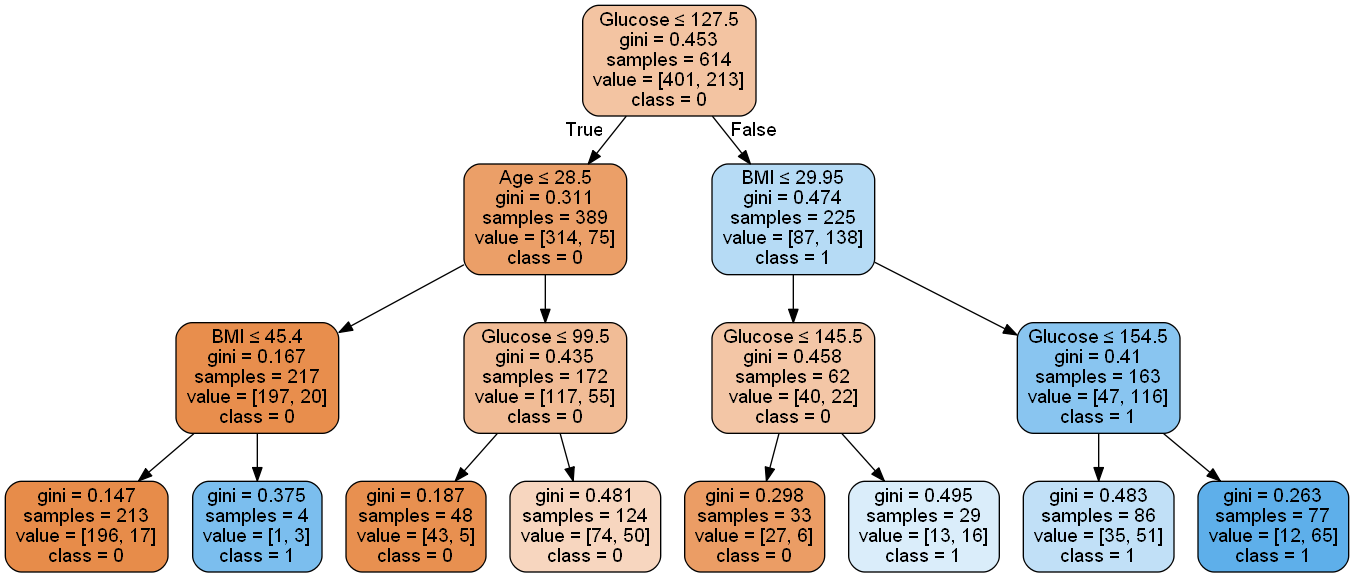 Glucose ≤ 127.5
gini = 0.453
samples = 614
value = [401, 213]
class = 0
True
False
Age ≤ 28.5
gini = 0.311
samples = 389
value = [314, 75]
class = 0
BMI ≤ 29.95
gini = 0.474
samples = 225
value = [87, 138]
class = 1
BMI ≤ 45.4
gini = 0.167
samples = 217
value = [197, 20]
class = 0
Glucose ≤ 99.5
gini = 0.435
samples = 172
value = [117, 55]
class = 0
Glucose ≤ 145.5
gini = 0.458
samples = 62
value = [40, 22]
class = 0
Glucose ≤ 154.5
gini = 0.41
samples = 163
value = [47, 116]
class = 1
gini = 0.147
samples = 213
value = [196, 17]
class = 0
gini = 0.375
samples = 4
value = [1, 3]
class = 1
gini = 0.187
samples = 48
value = [43, 5]
class = 0
gini = 0.481
samples = 124
value = [74, 50]
class = 0
gini = 0.298
samples = 33
value = [27, 6]
class = 0
gini = 0.495
samples = 29
value = [13, 16]
class = 1
gini = 0.483
samples = 86
value = [35, 51]
class = 1
gini = 0.263
samples = 77
value = [12, 65]
class = 1